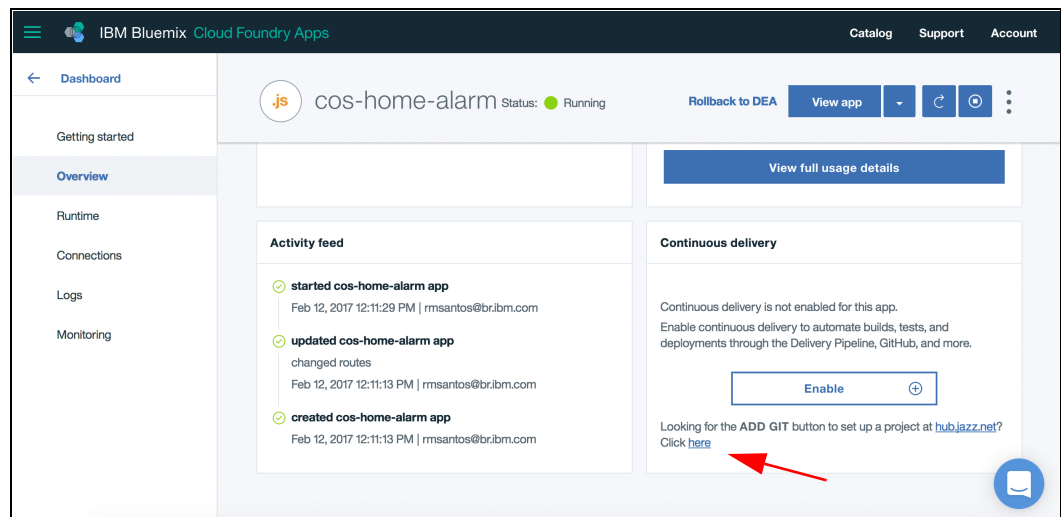 IBM Bluemix Cloud Foundry Apps
Catalog
Support
Account
Dashboard
Getting started
Overview
Runtime
Connections
Logs
Monitoring
.js
cos-home-alarm Status: Running
Rollback to DEA
View app
View full usage details
Activity feed
started cos-home-alarm app
Feb 12, 2017 12:11:29 PM | rmsantos@br.ibm.com
updated cos-home-alarm app
changed routes
Feb 12, 2017 12:11:13 PM | rmsantos@br.ibm.com
created cos-home-alarm app
Feb 12, 2017 12:11:13 PM | rmsantos@br.ibm.com
Continuous delivery
Continuous delivery is not enabled for this app.
Enable continuous delivery to automate builds, tests, and
deployments through the Delivery Pipeline, GitHub, and more.
Enable
Looking for the ADD GIT button to set up a project at hub.jazz.net?
Click here